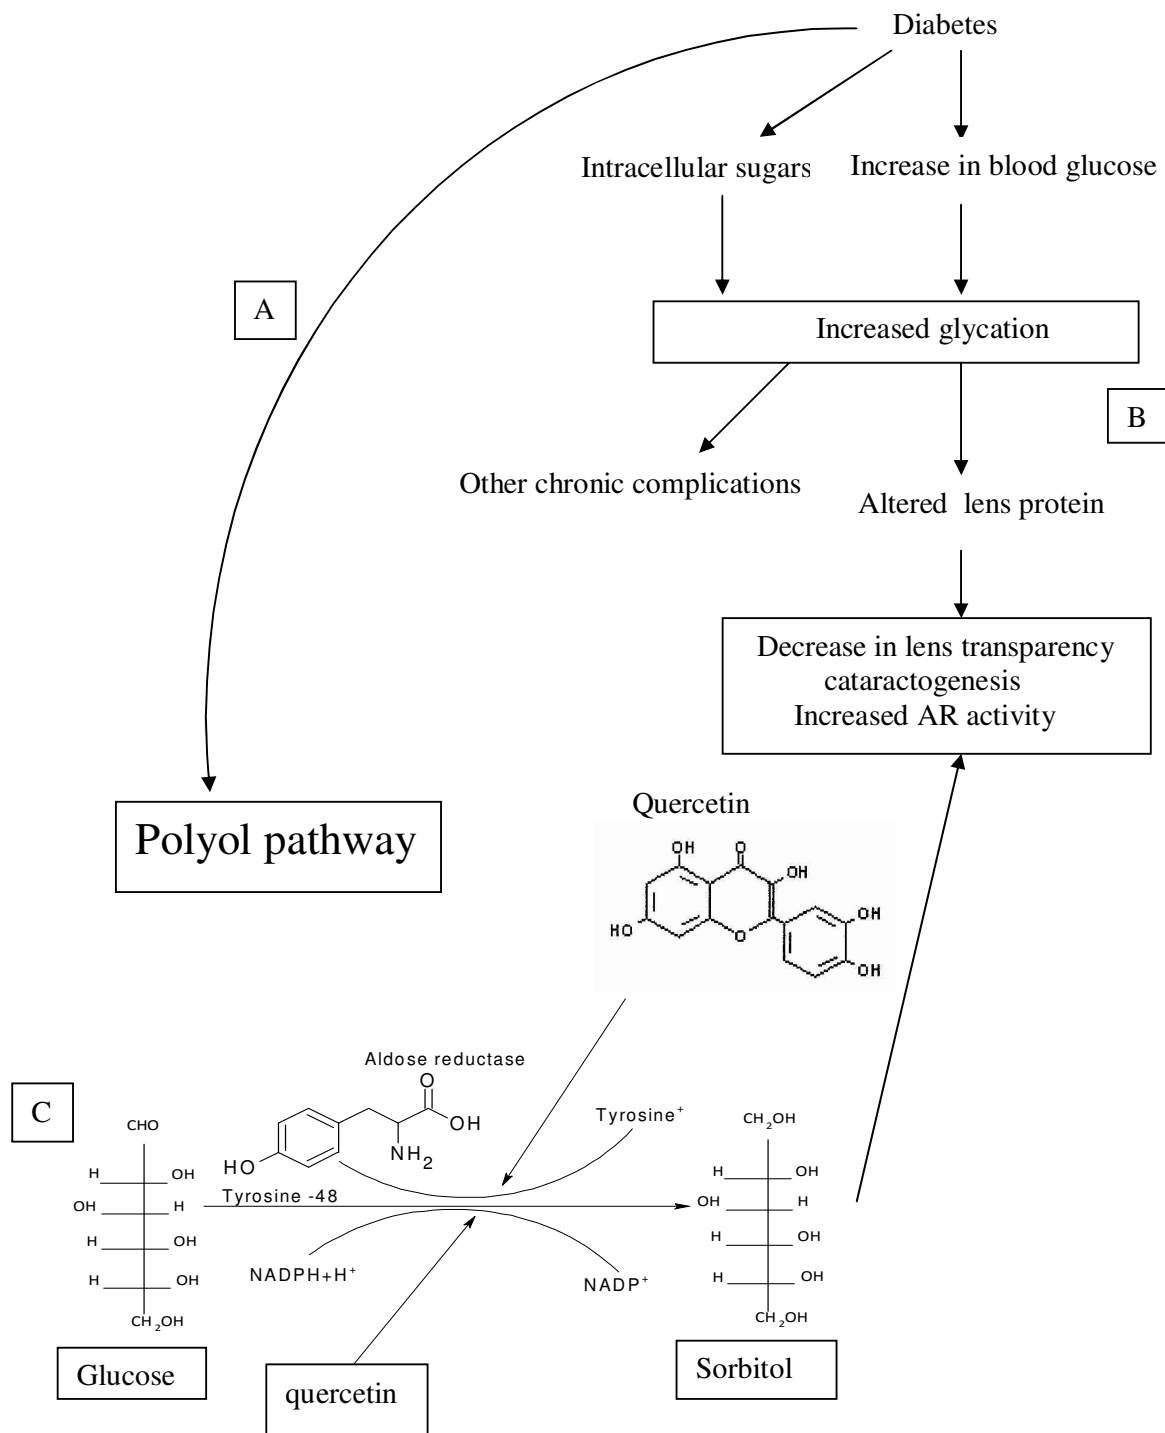 Diabetes
Intracellular sugars
Increase in blood glucose
A
Increased glycation
B
Other chronic complications
Altered lens protein
Decrease in lens transparency
cataractogenesis
Increased AR activity
Polyol pathway
Quercetin
OH
O
OH
HO
O
OH
OH
Aldose reductase
C
O
OH
NH2
HO
Tyrosine -48
Tyrosine+
CHO
H OH
OH H
H OH
H OH
CH2OH
CH2OH
H OH
OH H
H OH
H OH
CH2OH
NADPH+H+
NADP+
Glucose
quercetin
Sorbitol